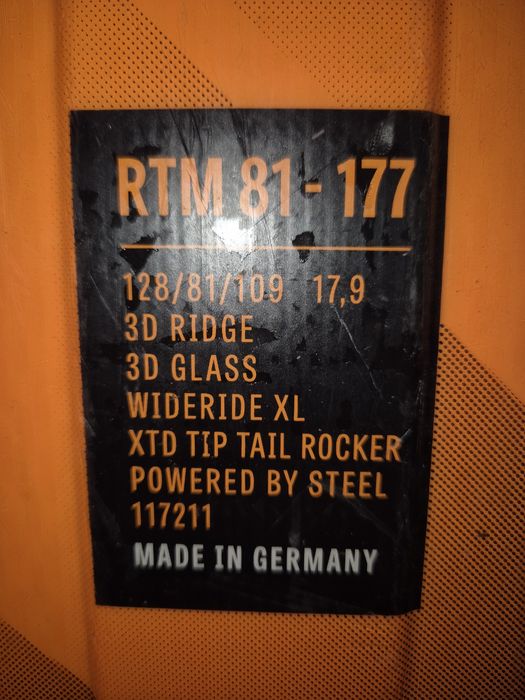 RTM 81 - 177
128/81/109 17,9
3D RIDGE
3D GLASS
WIDERIDE XL
XTD TIP TAIL ROCKER
POWERED BY STEEL
117211
MADE IN GERMANY